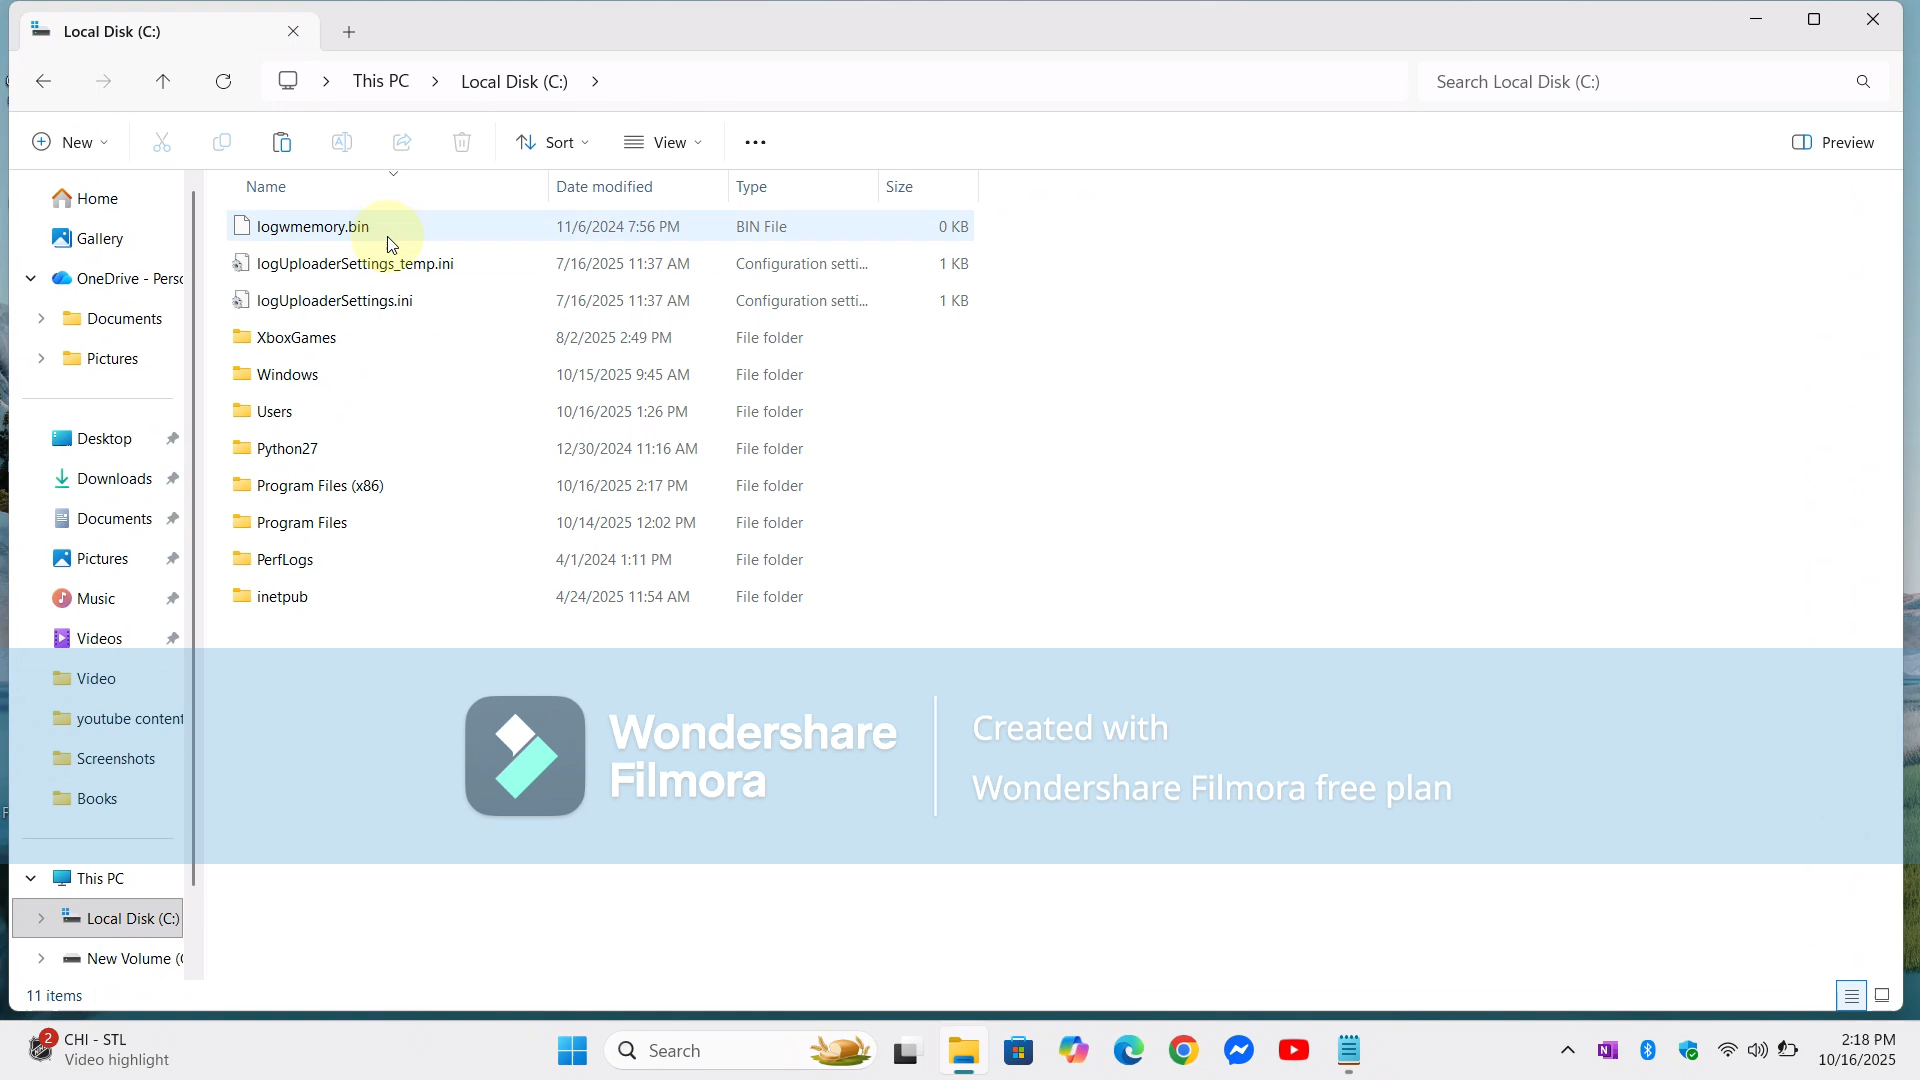 Local Disk (C:)
This PC
Local Disk (C:)
Search Local Disk (C:)
New
Sort
View
Preview
Name
Date modified
Type
Size
Home
Gallery
OneDrive - Perso
Documents
Pictures
Desktop
Downloads
Documents
Pictures
Music
Videos
Video
youtube content
Screenshots
Books
This PC
Local Disk (C:)
New Volume (
logwmemory.bin 11/6/2024 7:56 PM BIN File 0 KB
logUploaderSettings_temp.ini 7/16/2025 11:37 AM Configuration setti... 1 KB
logUploaderSettings.ini 7/16/2025 11:37 AM Configuration setti... 1 KB
XboxGames 8/2/2025 2:49 PM File folder
Windows 10/15/2025 9:45 AM File folder
Users 10/16/2025 1:26 PM File folder
Python27 12/30/2024 11:16 AM File folder
Program Files (x86) 10/16/2025 2:17 PM File folder
Program Files 10/14/2025 12:02 PM File folder
PerfLogs 4/1/2024 1:11 PM File folder
inetpub 4/24/2025 11:54 AM File folder
Wondershare
Filmora
Created with
Wondershare Filmora free plan
11 items
2
CHI - STL
Video highlight
Search
2:18 PM
10/16/2025